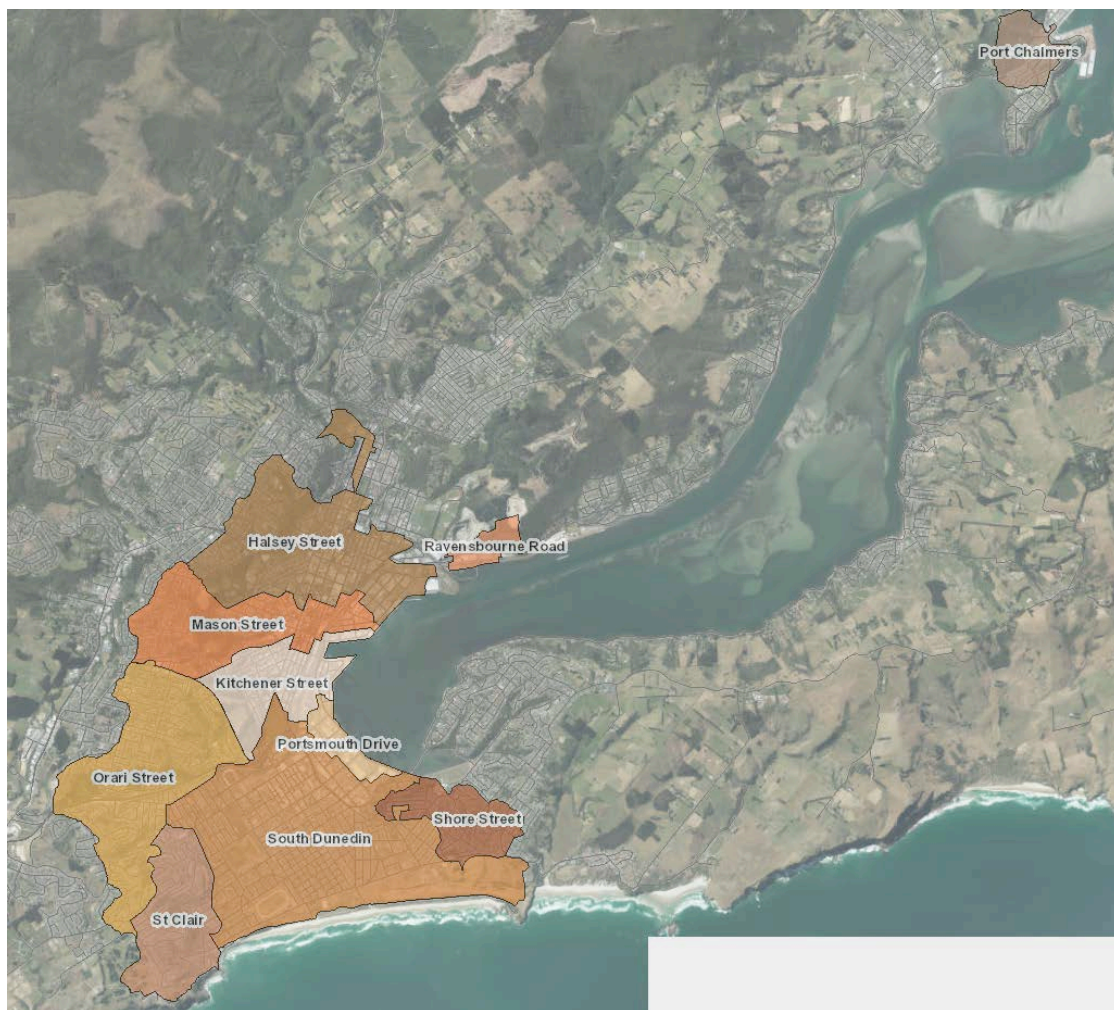 Port Chalmers
Halsey Street
Ravensbourne Road
Mason Street
Kitchener Street
Portsmouth Drive
Orari Street
Shore Street
South Dunedin
St Clair